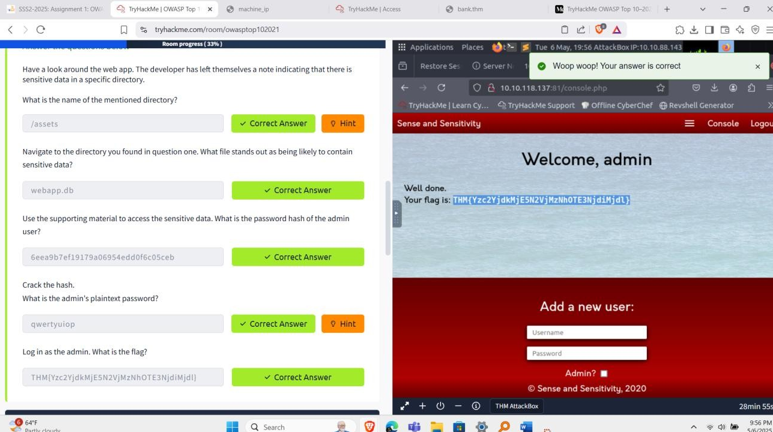 SSS2-2025: Assignment 1: OWA
TryHackMe | OWASP Top 1
machine_ip
TryHackMe | Access
bank.thm
TryHackMe OWASP Top 10-20
tryhackme.com/room/owasptop102021
Room progress ( 33% )
Have a look around the web app. The developer has left themselves a note indicating that there is
sensitive data in a specific directory.
What is the name of the mentioned directory?
/assets
Correct Answer
Hint
Navigate to the directory you found in question one. What file stands out as being likely to contain
sensitive data?
webapp.db
Correct Answer
Use the supporting material to access the sensitive data. What is the password hash of the admin
user?
6eea9b7ef19179a06954edd0f6c05ceb
Correct Answer
Crack the hash.
What is the admin's plaintext password?
qwertyuiop
Correct Answer
Hint
Log in as the admin. What is the flag?
THM{Yzc2YjdkMjE5N2VjMzNhOTE3NjdiMjdl}
Correct Answer
Applications
Places
Tue 6 May, 19:56 AttackBox IP:10.10.88.143
Restore Ses
Server N
Woop woop! Your answer is correct
10.10.118.137:81/console.php
TryHackMe | Learn Cy...
TryHackMe Support
Offline CyberChef
Revshell Generator
Sense and Sensitivity
Console
Logou
Welcome, admin
Well done.
Your flag is: THM{Yzc2YjdkMjE5N2VjMzNhOTE3NjdiMjdl}
Add a new user:
Username
Password
Admin?
© Sense and Sensitivity, 2020
THM AttackBox
28min 55s
64°F
Partly cloudy
Search
9:56 PM
5/6/2025